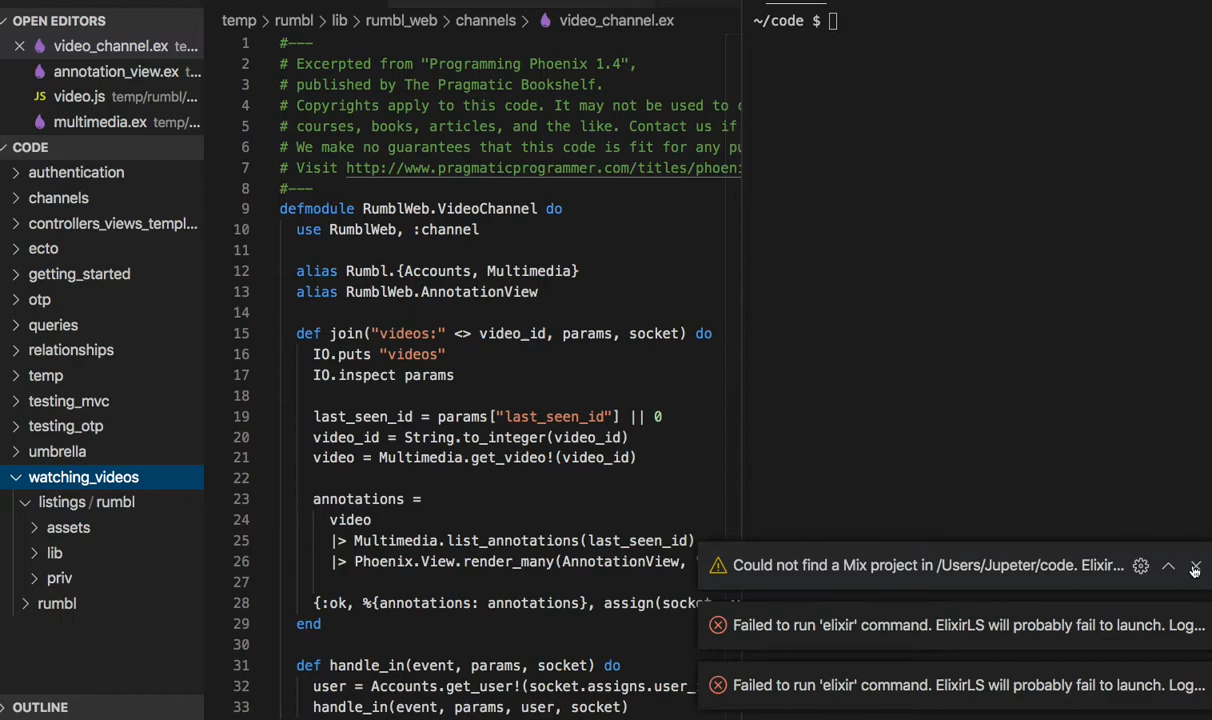 OPEN EDITORS
video_channel.ex te...
annotation_view.ex t...
JS video.js temp/rumbl/...
multimedia.ex temp/...
CODE
authentication
channels
controllers_views_templ...
ecto
getting_started
otp
queries
relationships
temp
testing_mvc
testing_otp
umbrella
watching_videos
listings / rumbl
assets
lib
priv
rumbl
OUTLINE
temp > rumbl > lib > rumbl_web > channels > video_channel.ex
1 #---
2 # Excerpted from "Programming Phoenix 1.4",
3 # published by The Pragmatic Bookshelf.
4 # Copyrights apply to this code. It may not be used to
5 # courses, books, articles, and the like. Contact us if
6 # We make no guarantees that this code is fit for any
7 # Visit http://www.pragmaticprogrammer.com/titles/phoeni
8 #---
9 defmodule RumblWeb.VideoChannel do
10 use RumblWeb, :channel
11
12 alias Rumbl.{Accounts, Multimedia}
13 alias RumblWeb.AnnotationView
14
15 def join("videos:" <> video_id, params, socket) do
16 IO.puts "videos"
17 IO.inspect params
18
19 last_seen_id = params["last_seen_id"] || 0
20 video_id = String.to_integer(video_id)
21 video = Multimedia.get_video!(video_id)
22
23 annotations =
24 video
25 |> Multimedia.list_annotations(last_seen_id)
26 |> Phoenix.View.render_many(AnnotationView,
27
28 {:ok, %{annotations: annotations}, assign(socket
29 end
30
31 def handle_in(event, params, socket) do
32 user = Accounts.get_user!(socket.assigns.user_
33 handle_in(event, params, user, socket)
~/code $
Could not find a Mix project in /Users/Jupeter/code. Elixir...
Failed to run 'elixir' command. ElixirLS will probably fail to launch. Log...
Failed to run 'elixir' command. ElixirLS will probably fail to launch. Log...